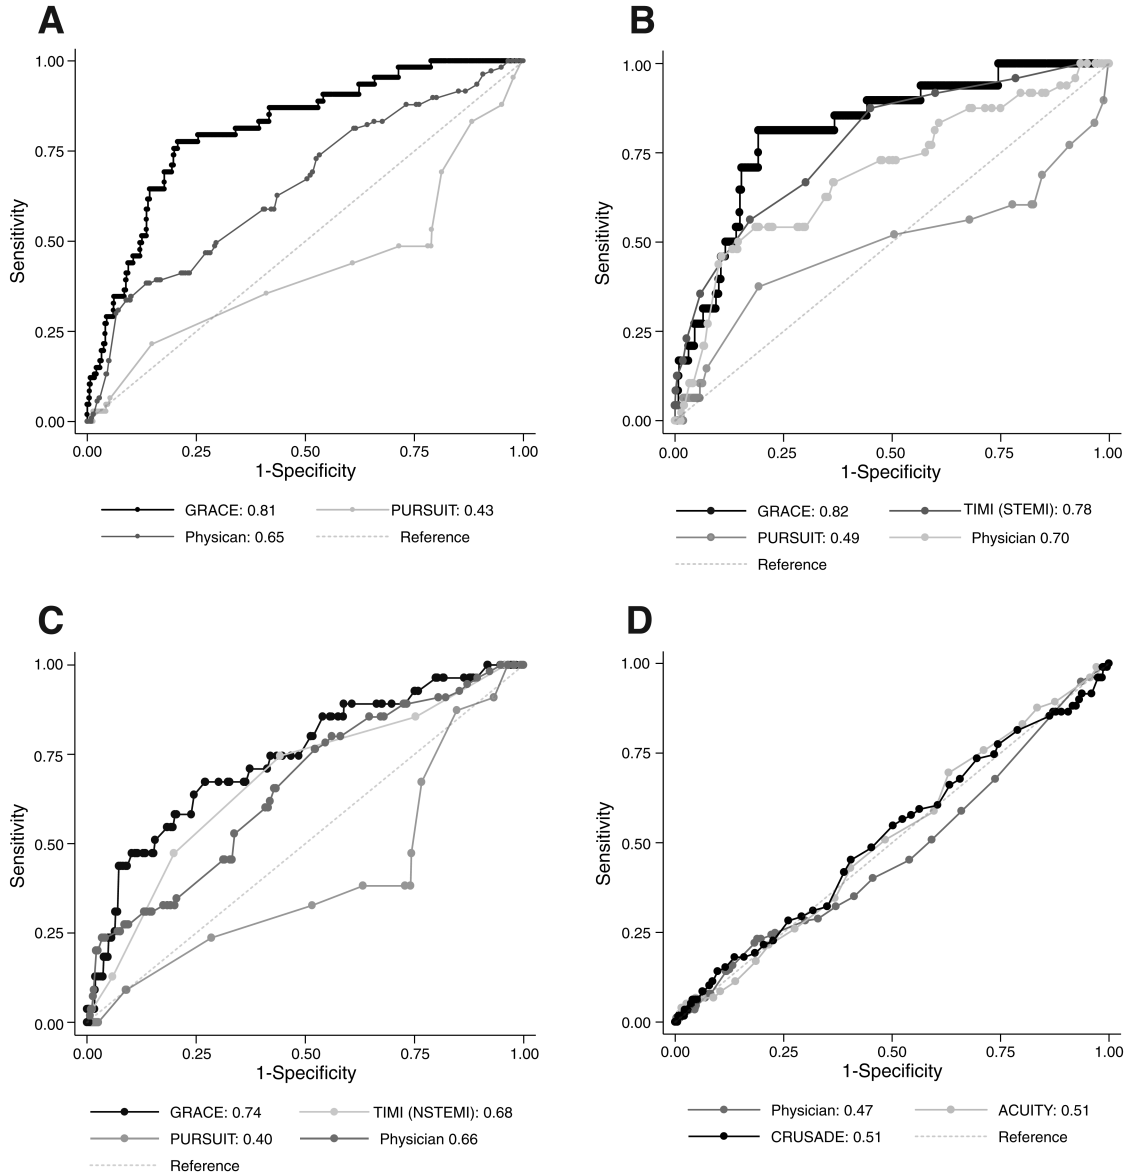 A
Sensitivity
1.00
0.75
0.50
0.25
0.00
0.00 0.25 0.50 0.75 1.00
1-Specificity
GRACE: 0.81 PURSUIT: 0.43
Physican: 0.65 Reference
B
Sensitivity
1.00
0.75
0.50
0.25
0.00
0.00 0.25 0.50 0.75 1.00
1-Specificity
GRACE: 0.82 TIMI (STEMI): 0.78
PURSUIT: 0.49 Physician 0.70
Reference
C
Sensitivity
1.00
0.75
0.50
0.25
0.00
0.00 0.25 0.50 0.75 1.00
1-Specificity
GRACE: 0.74 TIMI (NSTEMI): 0.68
PURSUIT: 0.40 Physician 0.66
Reference
D
Sensitivity
1.00
0.75
0.50
0.25
0.00
0.00 0.25 0.50 0.75 1.00
1-Specificity
Physician: 0.47 ACUITY: 0.51
CRUSADE: 0.51 Reference